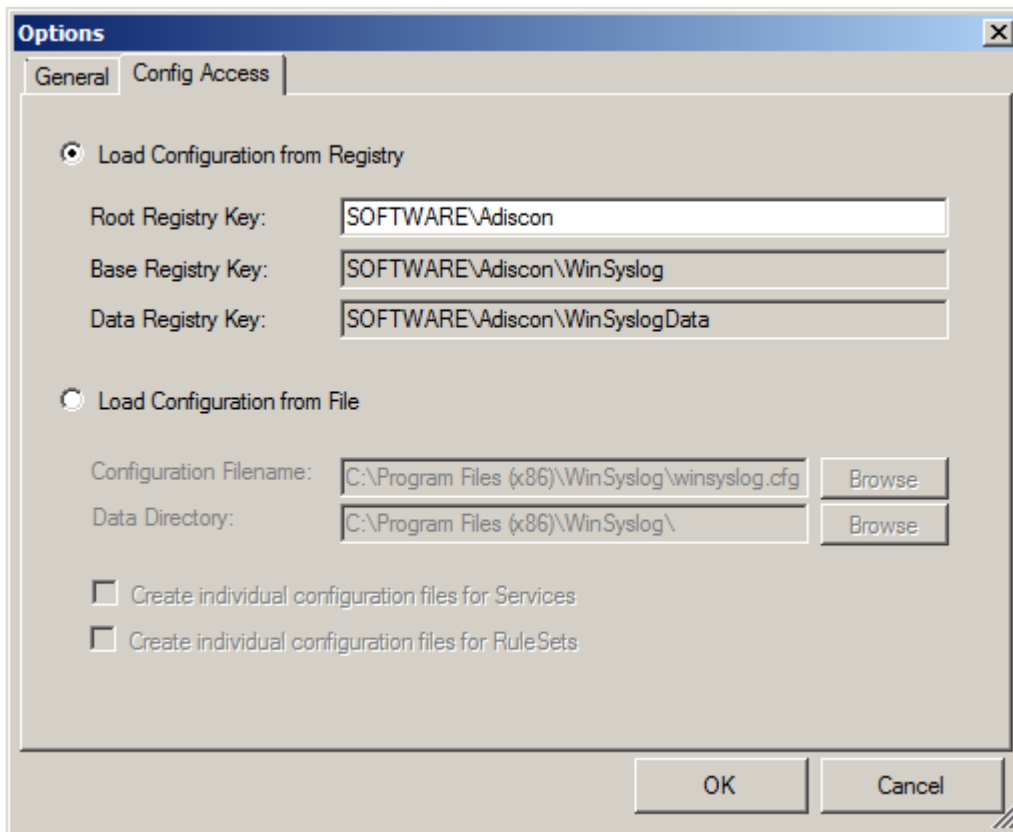 Options
General
Config Access
Load Configuration from Registry
Root Registry Key: SOFTWARE\Adiscon
Base Registry Key: SOFTWARE\Adiscon\WinSyslog
Data Registry Key: SOFTWARE\Adiscon\WinSyslogData
Load Configuration from File
Configuration Filename: C:\Program Files (x86)\WinSyslog\winsyslog.cfg Browse
Data Directory: C:\Program Files (x86)\WinSyslog\ Browse
Create individual configuration files for Services
Create individual configuration files for RuleSets
OK Cancel